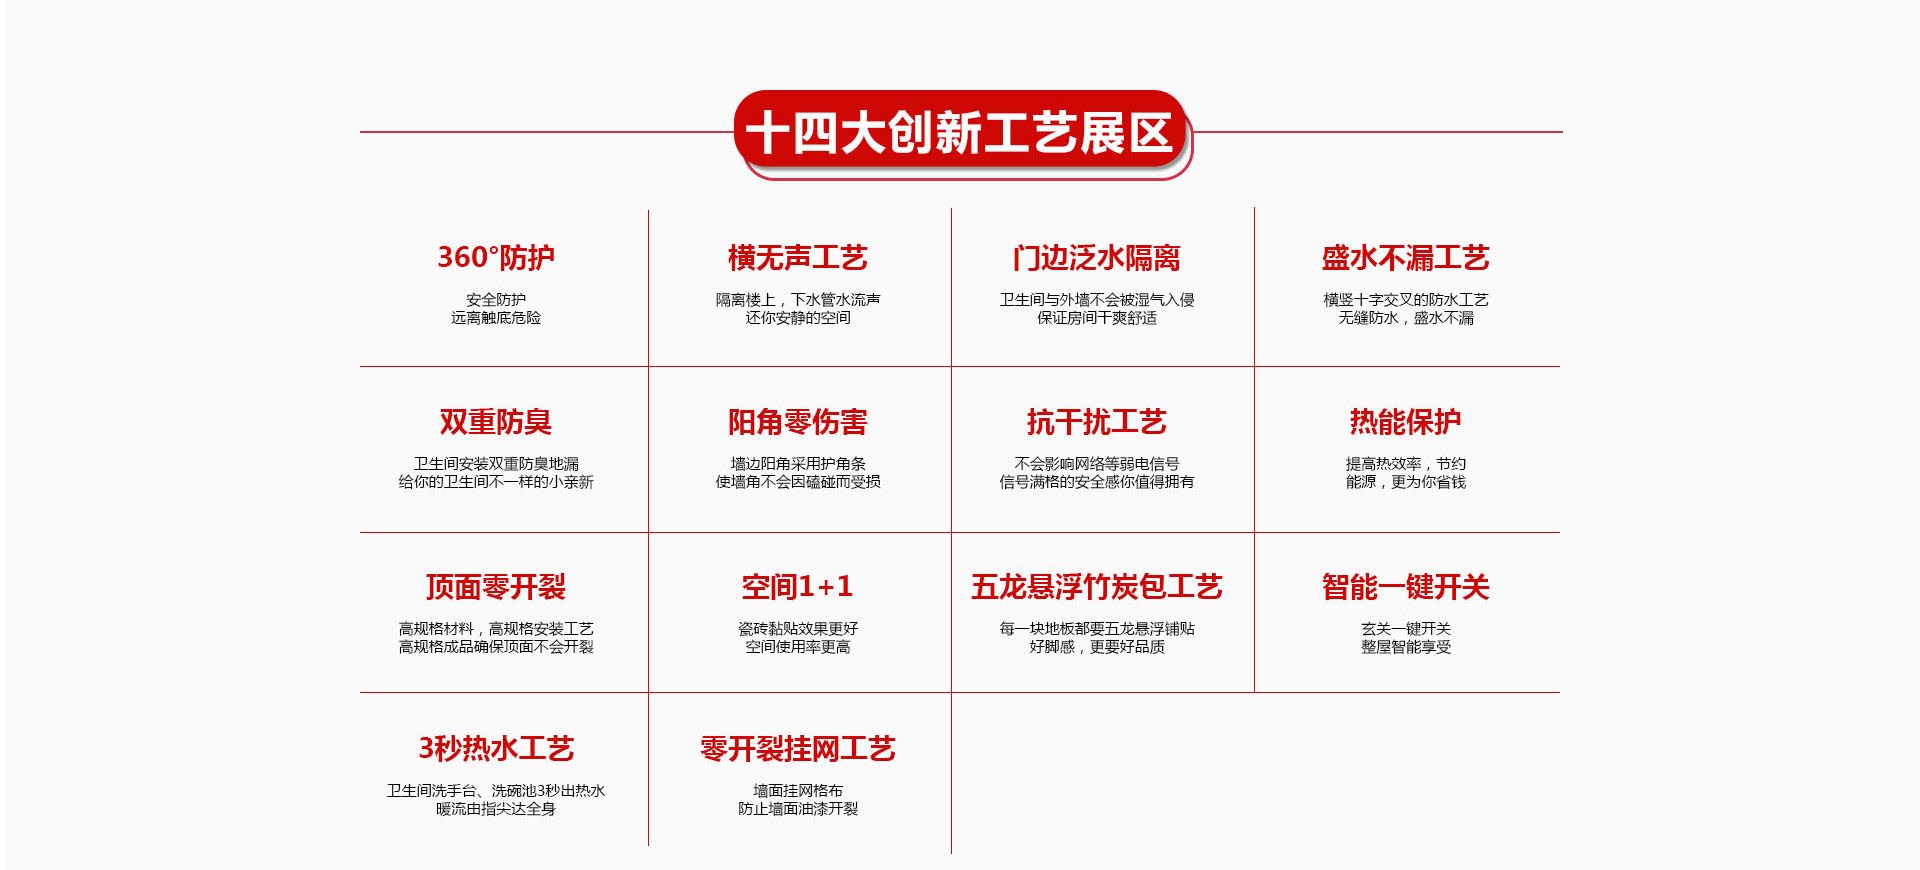 十四大创新工艺展区
360°防护
安全防护
远离触底危险
横无声工艺
隔离楼上，下水管水流声
还你安静的空间
门边泛水隔离
卫生间与外墙不会被湿气入侵
保证房间干爽舒适
盛水不漏工艺
横竖十字交叉的防水工艺
无缝防水，盛水不漏
双重防臭
卫生间安装双重防臭地漏
给你的卫生间不一样的小亲新
阳角零伤害
墙边阳角采用护角条
使墙角不会因磕碰而受损
抗干扰工艺
不会影响网络等弱电信号
信号满格的安全感你值得拥有
热能保护
提高热效率，节约
能源，更为你省钱
顶面零开裂
高规格材料，高规格安装工艺
高规格成品确保顶面不会开裂
空间1+1
瓷砖黏贴效果更好
空间使用率更高
五龙悬浮竹炭包工艺
每一块地板都要五龙悬浮铺贴
好脚感，更要好品质
智能一键开关
玄关一键开关
整屋智能享受
3秒热水工艺
卫生间洗手台、洗碗池3秒出热水
暖流由指尖达全身
零开裂挂网工艺
墙面挂网格布
防止墙面油漆开裂